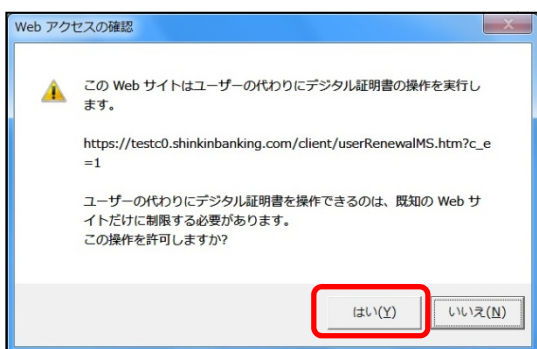 Web アクセスの確認
この Web サイトはユーザーの代わりにデジタル証明書の操作を実行し
ます。
https://testc0.shinkinbanking.com/client/userRenewalMS.htm?c_e
=1
ユーザーの代わりにデジタル証明書を操作できるのは、既知の Web サ
イトだけに制限する必要があります。
この操作を許可しますか?
はい(Y)
いいえ(N)